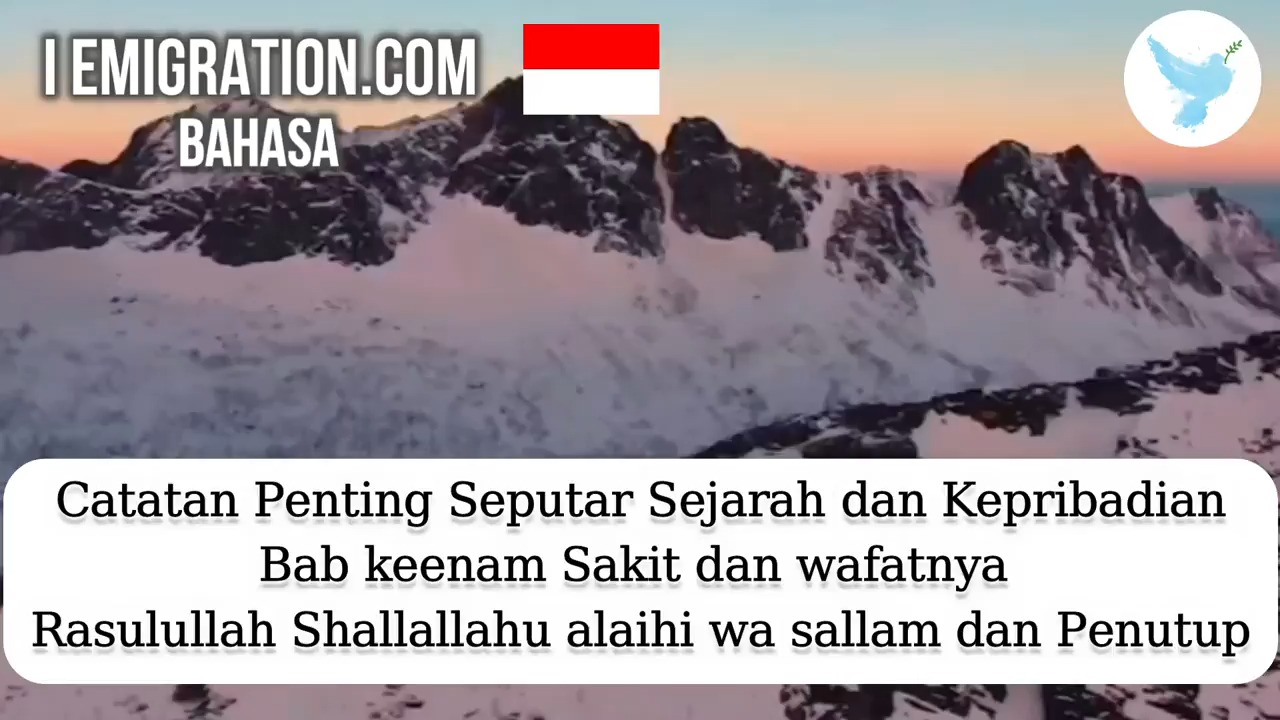 I EMIGRATION.COM
BAHASA
Catatan Penting Seputar Sejarah dan Kepribadian
Bab keenam Sakit dan wafatnya
Rasulullah Shallallahu alaihi wa sallam dan Penutup